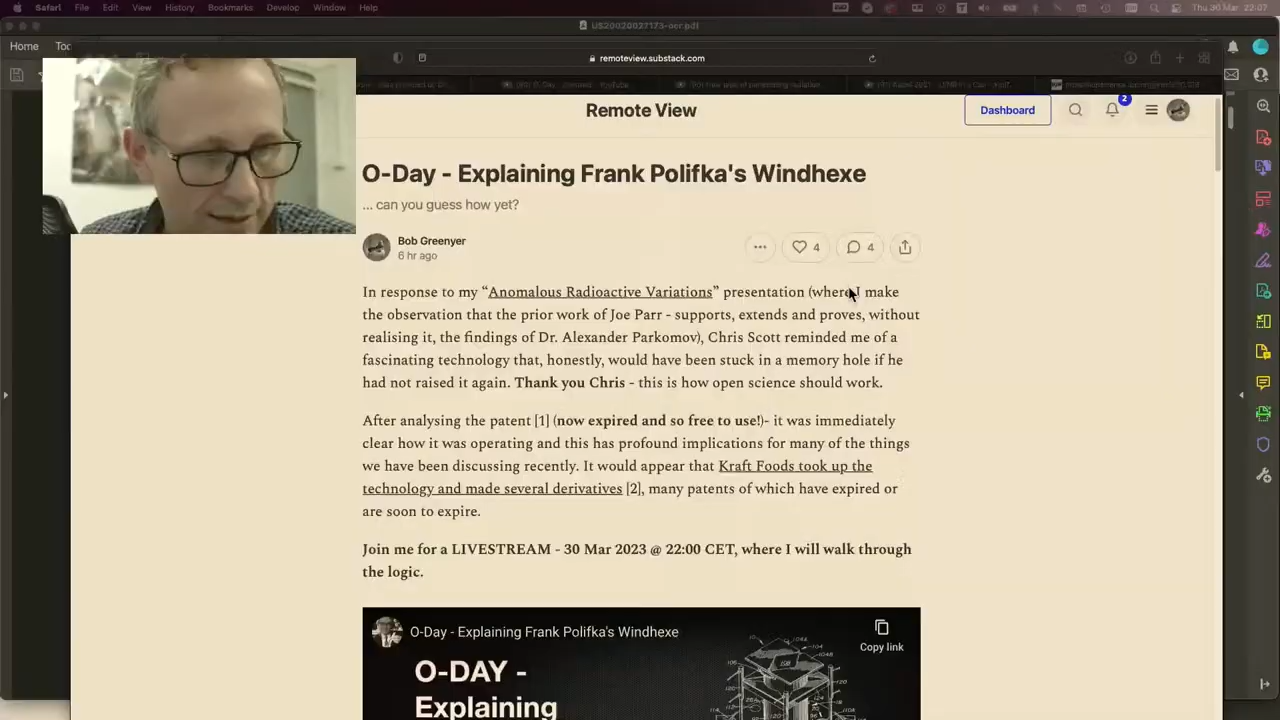 Safari File Edit View History Bookmarks Develop Window Help
Thu 30 Mar 22:07
US20020027173-ocr.pdf
Home
remoteview.substack.com
Remote View
Dashboard
2
O-Day - Explaining Frank Polifka's Windhexe
... can you guess how yet?
Bob Greenyer
6 hr ago
4
4
In response to my “Anomalous Radioactive Variations” presentation (where I make
the observation that the prior work of Joe Parr - supports, extends and proves, without
realising it, the findings of Dr. Alexander Parkomov), Chris Scott reminded me of a
fascinating technology that, honestly, would have been stuck in a memory hole if he
had not raised it again. Thank you Chris - this is how open science should work.
After analysing the patent [1] (now expired and so free to use!)- it was immediately
clear how it was operating and this has profound implications for many of the things
we have been discussing recently. It would appear that Kraft Foods took up the
technology and made several derivatives [2], many patents of which have expired or
are soon to expire.
Join me for a LIVESTREAM - 30 Mar 2023 @ 22:00 CET, where I will walk through
the logic.
O-Day - Explaining Frank Polifka's Windhexe
Copy link
O-DAY -
Explaining